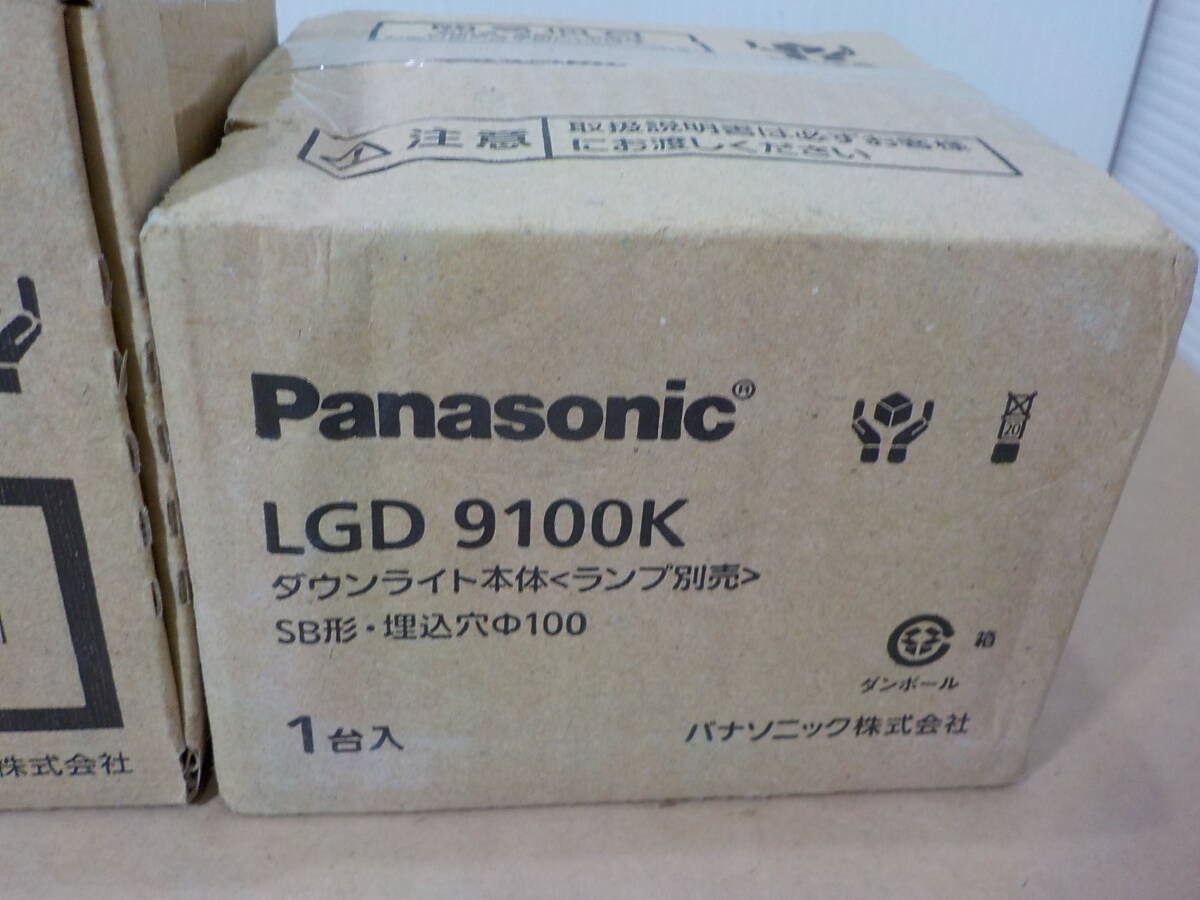 注意
取扱説明書は必ずお客様
にお渡しください
Panasonic®
LGD 9100K
ダウンライト本体<ランプ別売>
SB形・埋込穴Φ100
20
箱
ダンボール
1台入
パナソニック株式会社
株式会社